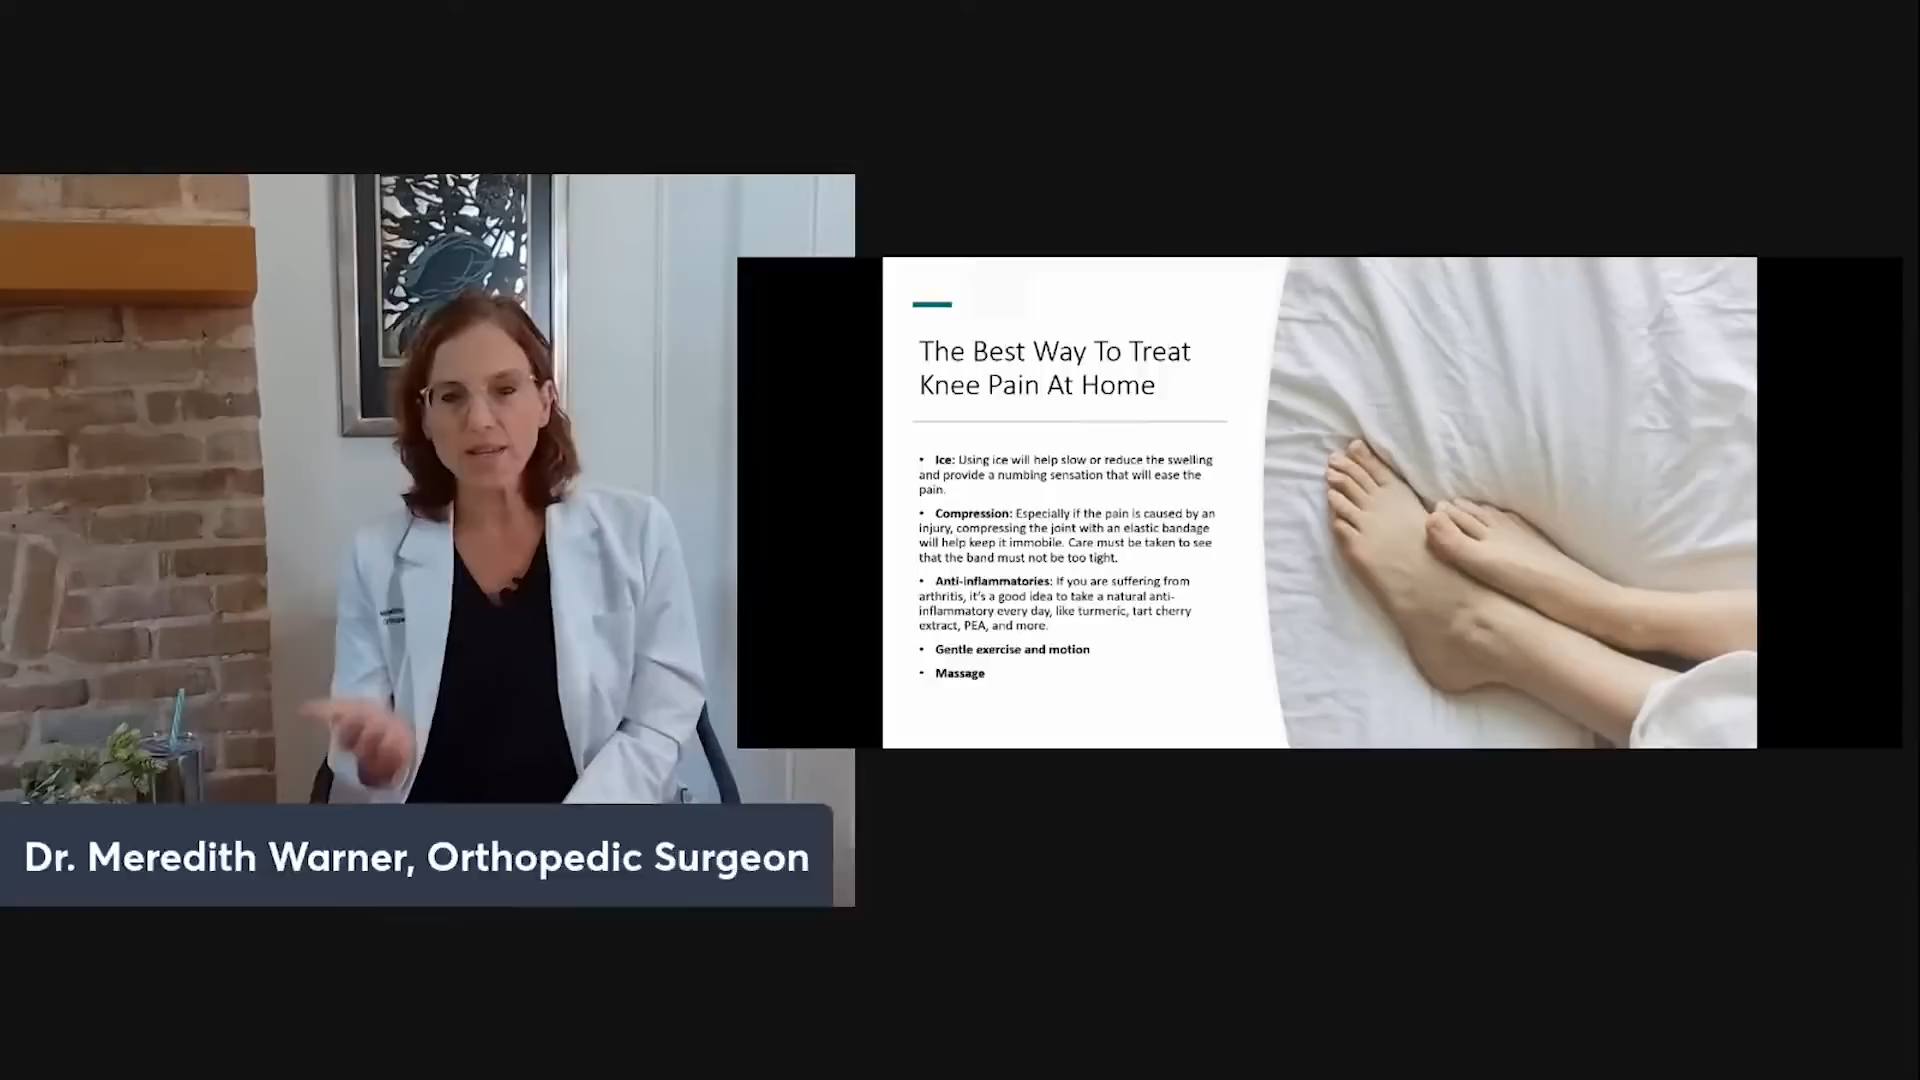 The Best Way To Treat
Knee Pain At Home
• Ice: Using ice will help slow or reduce the swelling
and provide a numbing sensation that will ease the
pain.
• Compression: Especially if the pain is caused by an
injury, compressing the joint with an elastic bandage
will help keep it immobile. Care must be taken to see
that the band must not be too tight.
• Anti-inflammatories: If you are suffering from
arthritis, it's a good idea to take a natural anti-
inflammatory every day, like turmeric, tart cherry
extract, PEA, and more.
• Gentle exercise and motion
• Massage
Dr. Meredith Warner, Orthopedic Surgeon